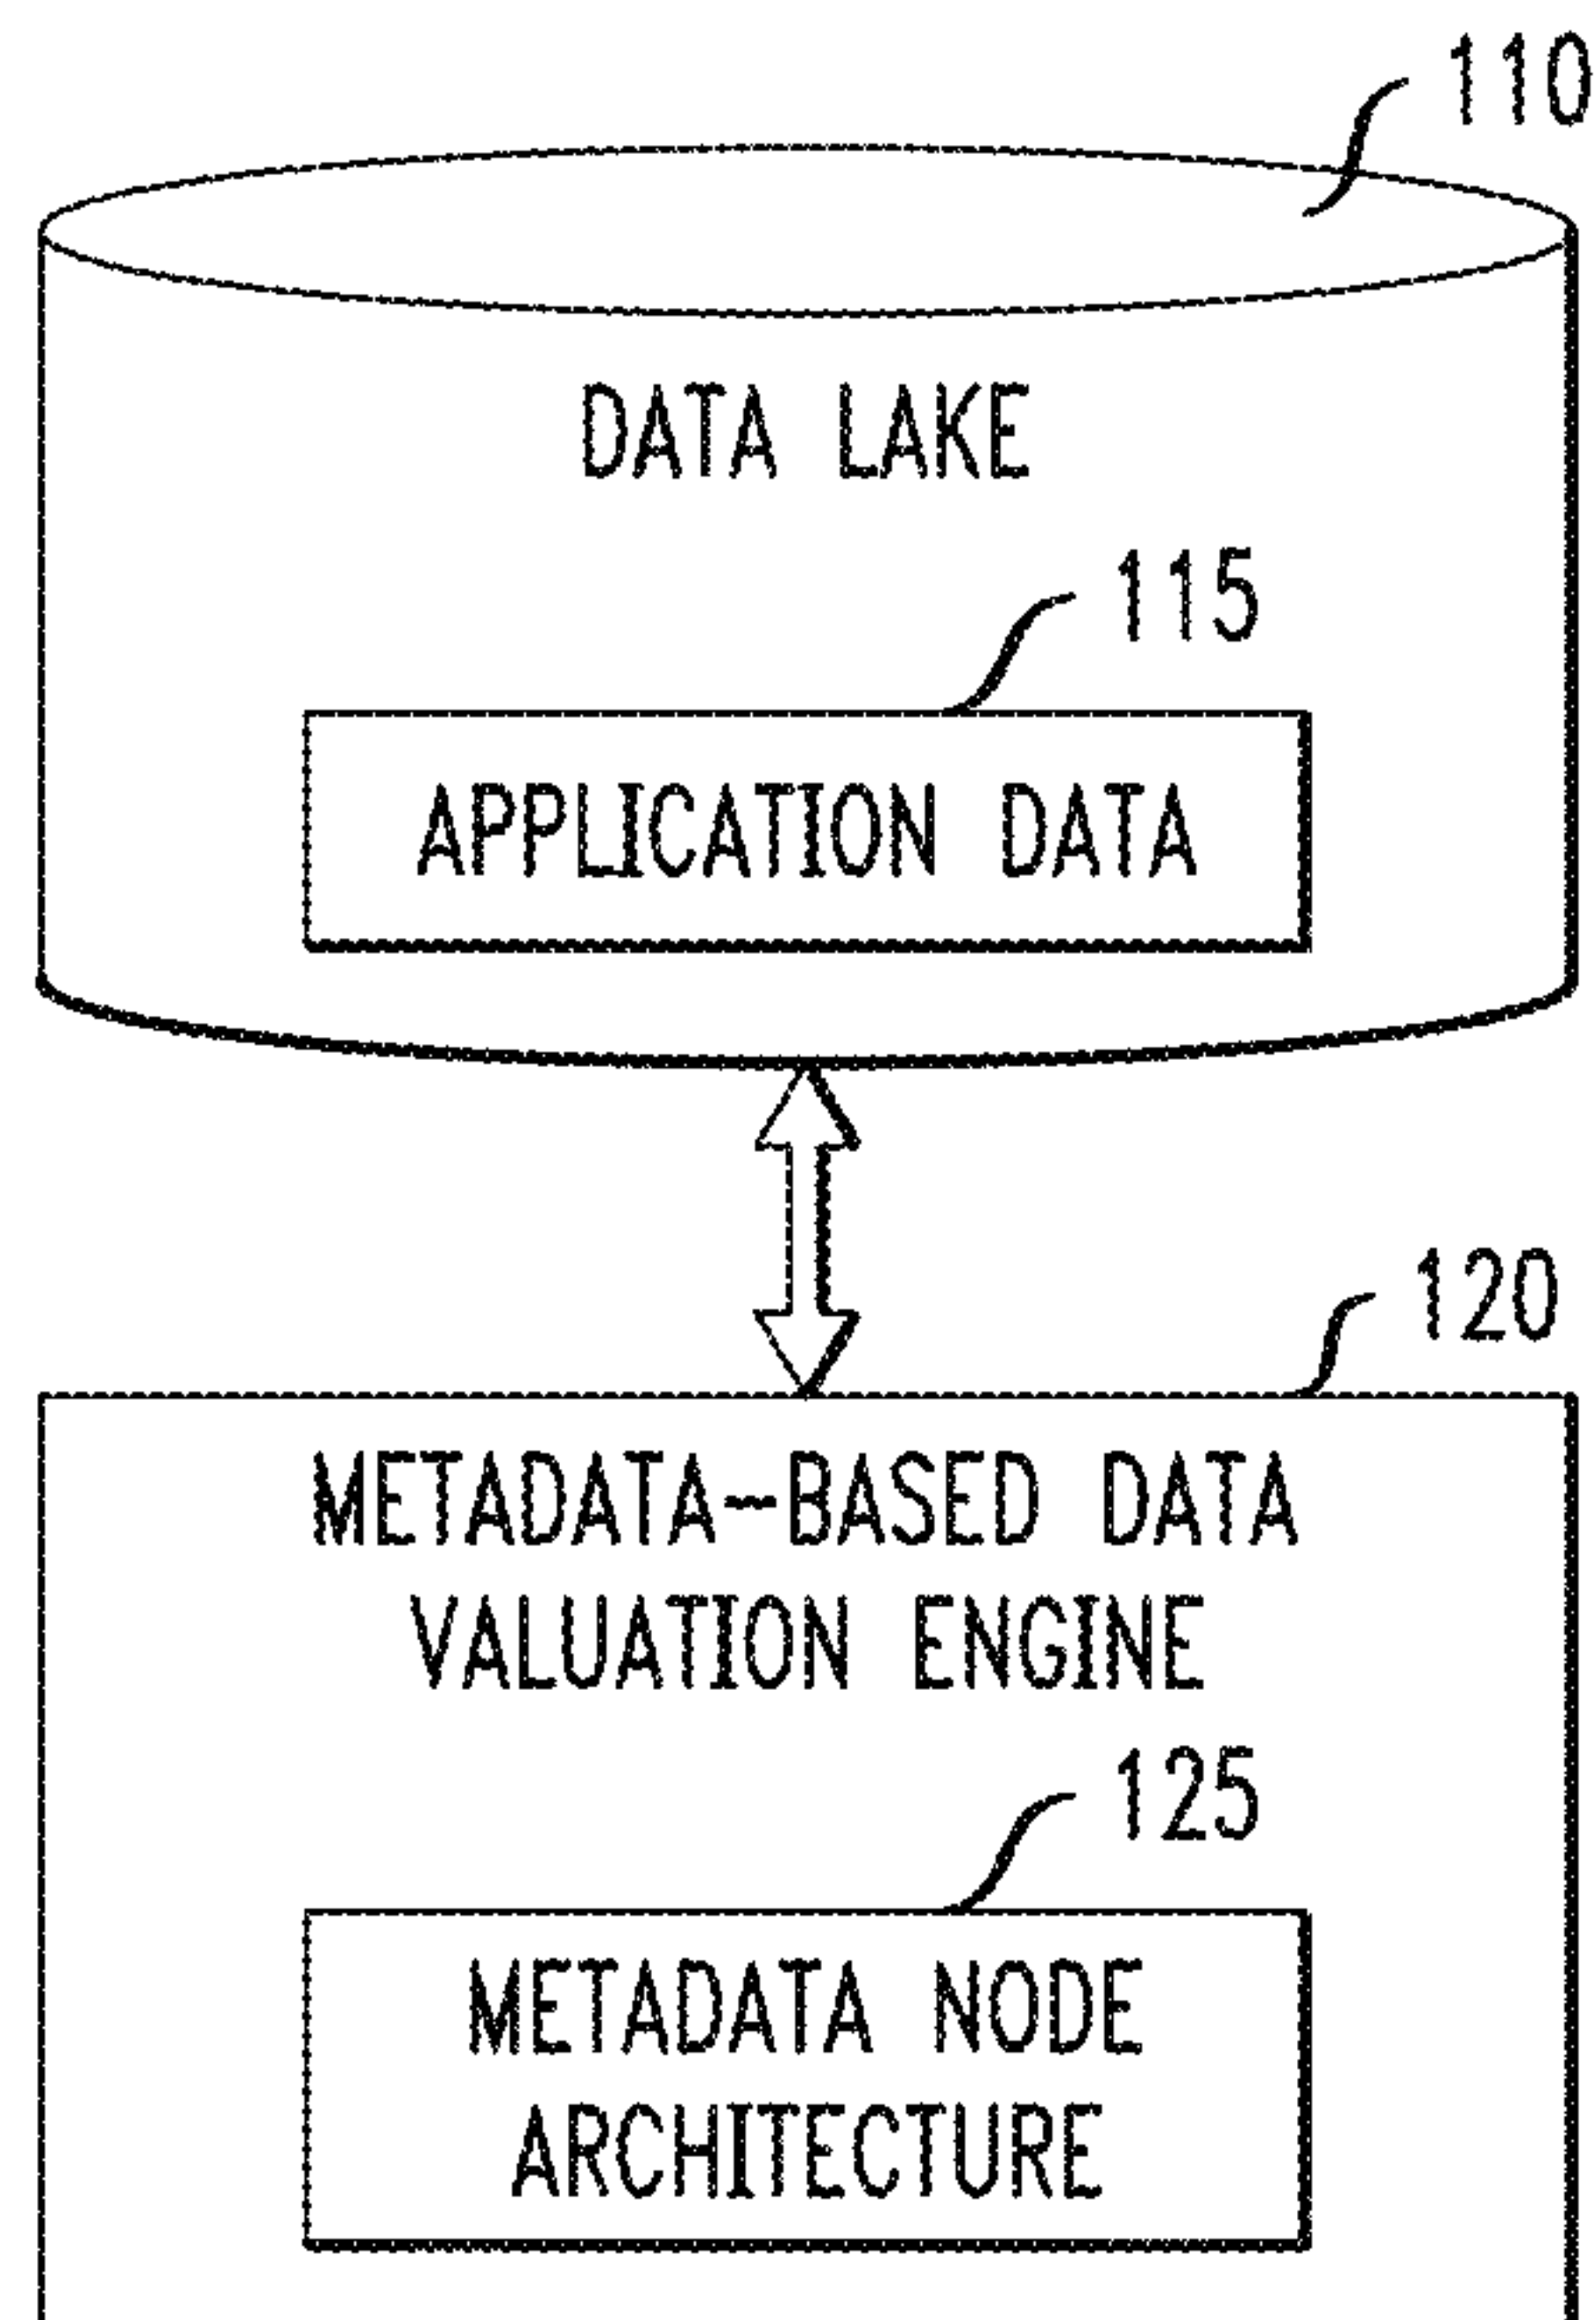 110
DATA LAKE
115
APPLICATION DATA
120
METADATA-BASED DATA
VALUATION ENGINE
125
METADATA NODE
ARCHITECTURE